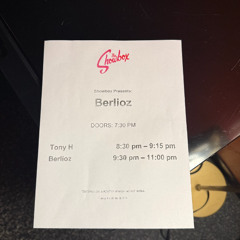 the
Showbox
Showbox Presents
Berlioz
DOORS: 7:30 PM
Tony H 8:30 pm – 9:15 pm
Berlioz 9:30 pm – 11:00 pm